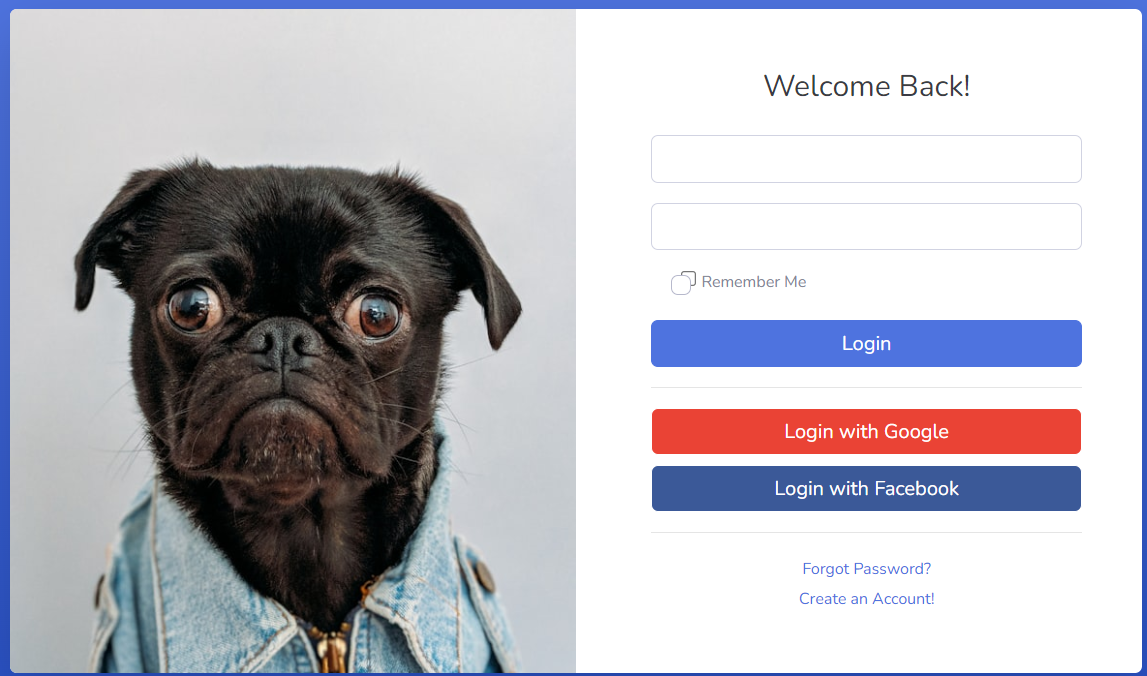 Welcome Back!
Remember Me
Login
Login with Google
Login with Facebook
Forgot Password?
Create an Account!